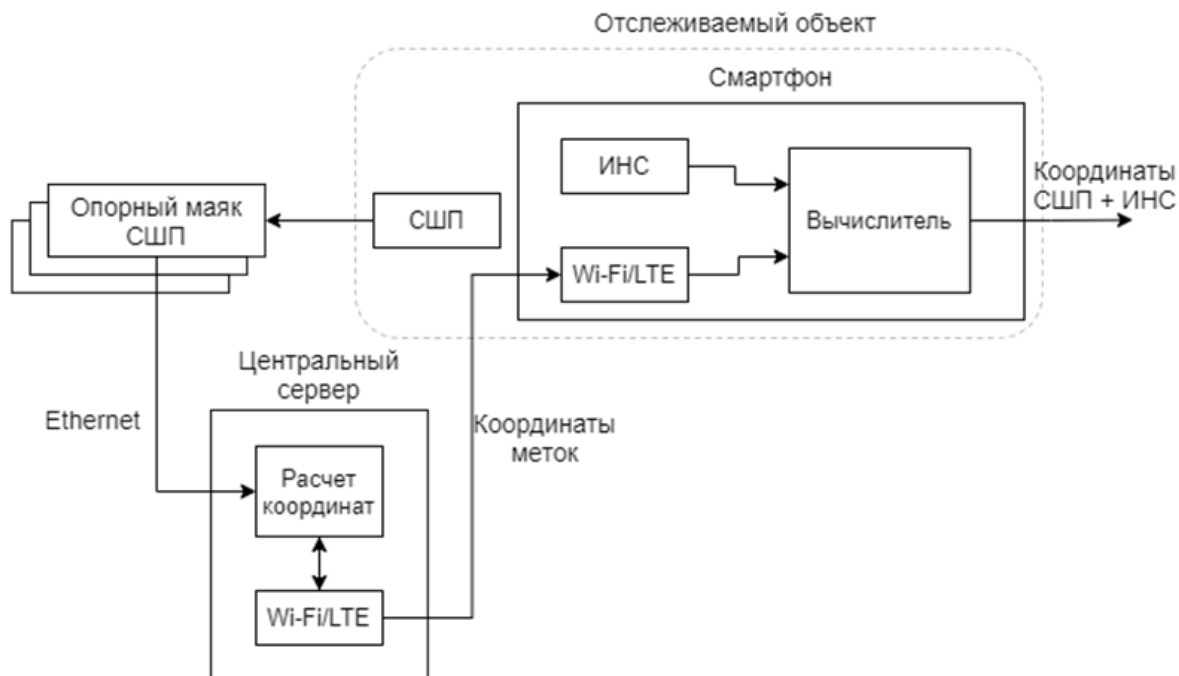 Отслеживаемый объект
Смартфон
ИНС
Координаты
СШП + ИНС
Опорный маяк
СШП
СШП
Вычислитель
Wi-Fi/LTE
Центральный
сервер
Ethernet
Координаты
меток
Расчет
координат
Wi-Fi/LTE